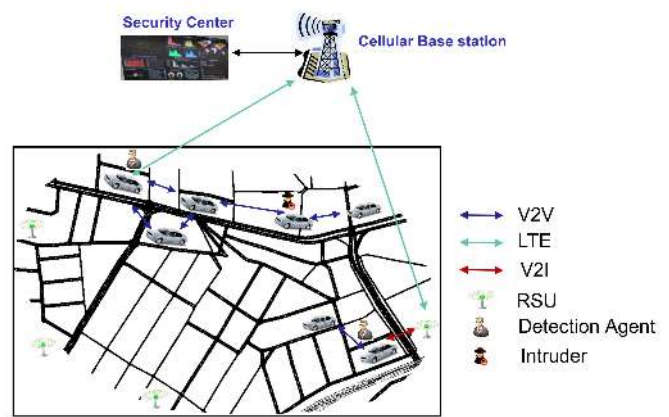 Security Center
Cellular Base station
V2V
LTE
V2I
RSU
Detection Agent
Intruder